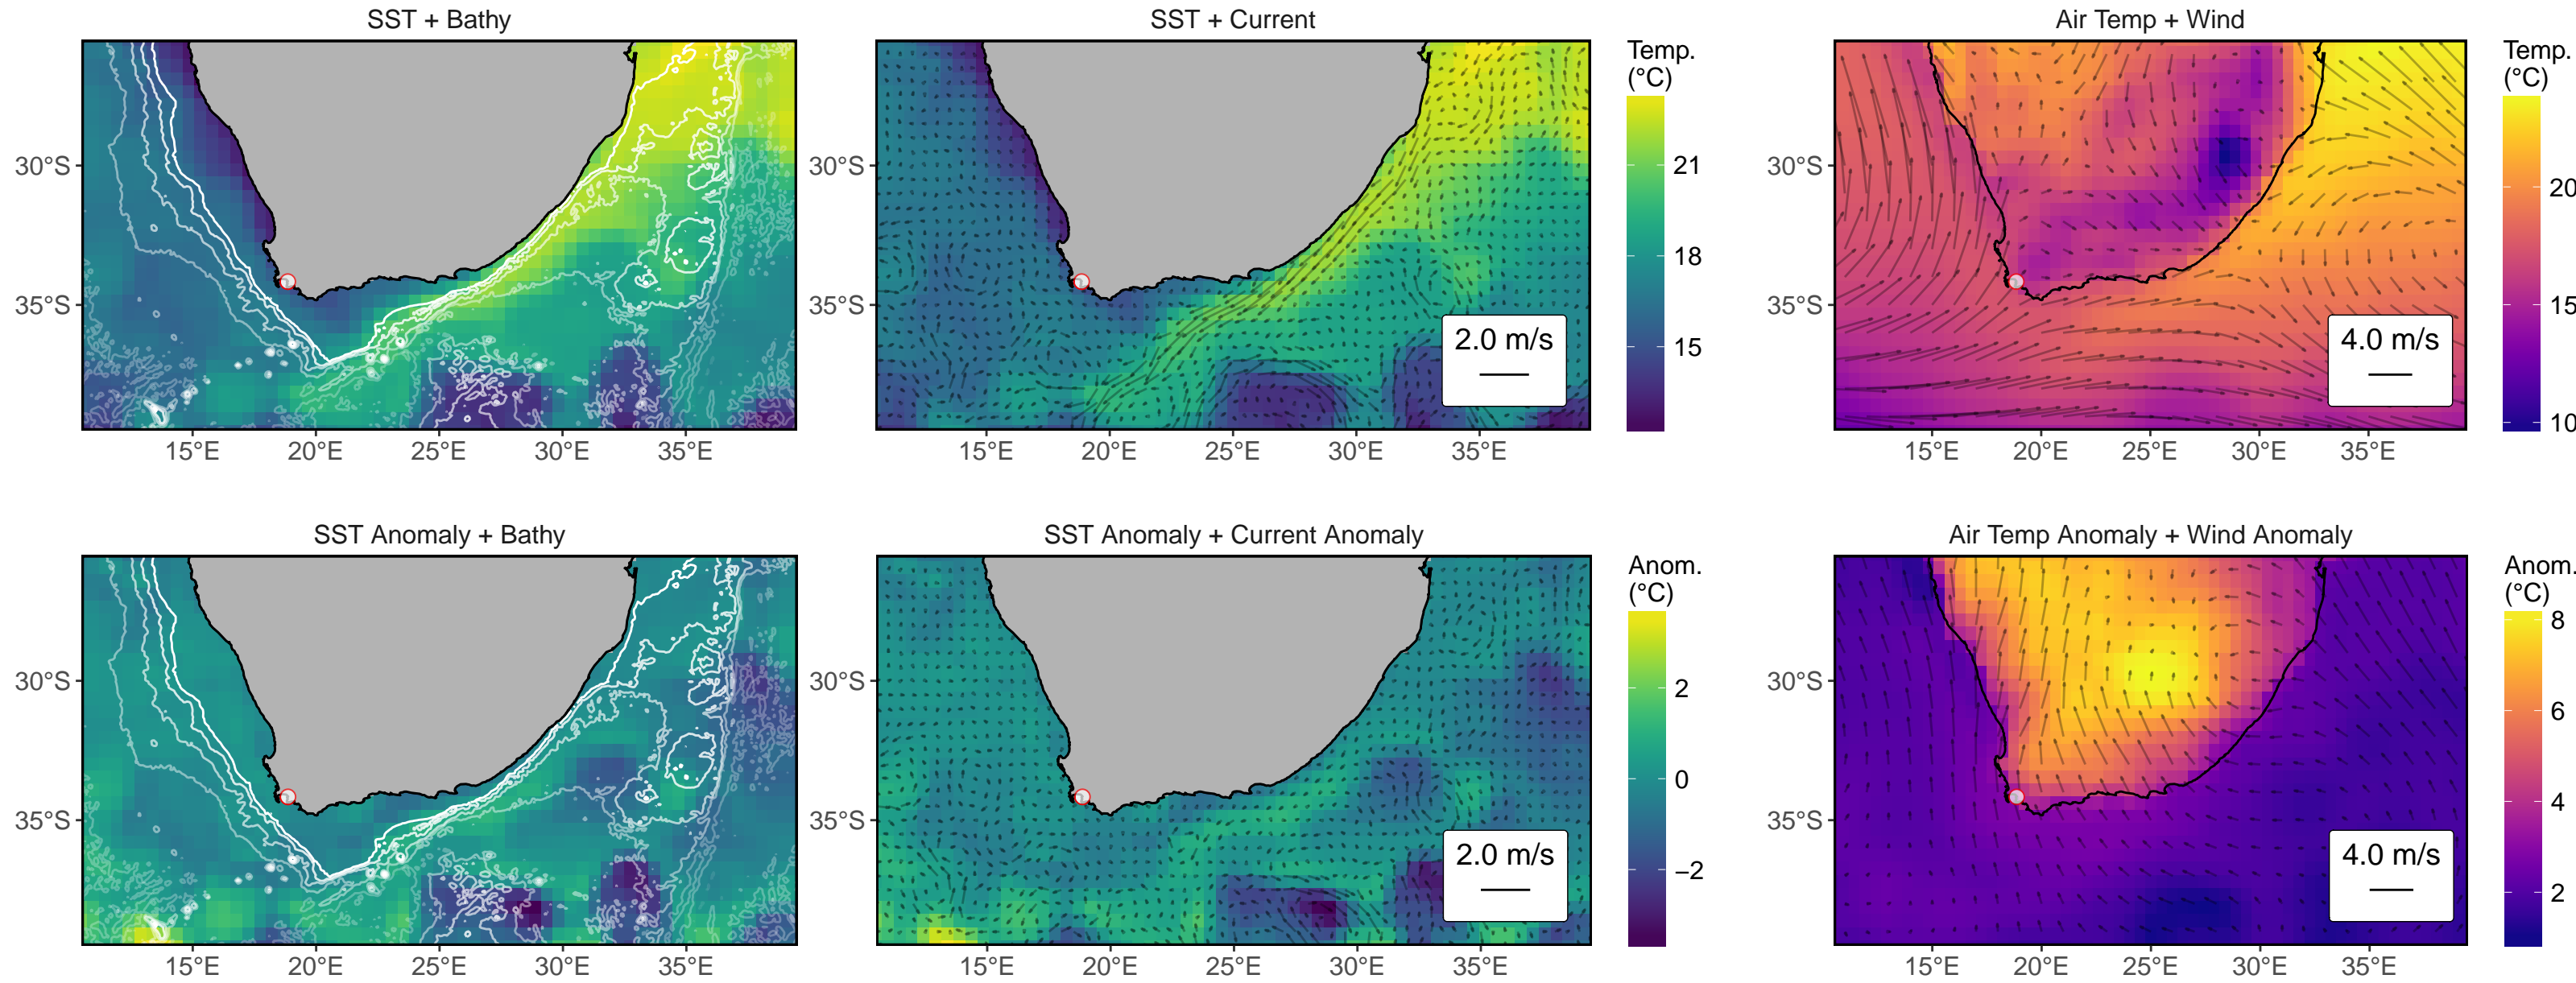 SST + Bathy
SST + Current
Air Temp + Wind
30°S
35°S
15°E 20°E 25°E 30°E 35°E
30°S
35°S
15°E 20°E 25°E 30°E 35°E
2.0 m/s
Temp.
(°C)
21
18
15
30°S
35°S
15°E 20°E 25°E 30°E 35°E
4.0 m/s
Temp.
(°C)
20
15
10
SST Anomaly + Bathy
SST Anomaly + Current Anomaly
Air Temp Anomaly + Wind Anomaly
30°S
35°S
15°E 20°E 25°E 30°E 35°E
30°S
35°S
15°E 20°E 25°E 30°E 35°E
2.0 m/s
Anom.
(°C)
2
0
−2
30°S
35°S
15°E 20°E 25°E 30°E 35°E
4.0 m/s
Anom.
(°C)
8
6
4
2